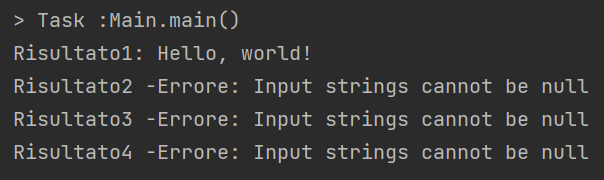 > Task :Main.main()
Risultato1: Hello, world!
Risultato2 -Errore: Input strings cannot be null
Risultato3 -Errore: Input strings cannot be null
Risultato4 -Errore: Input strings cannot be null